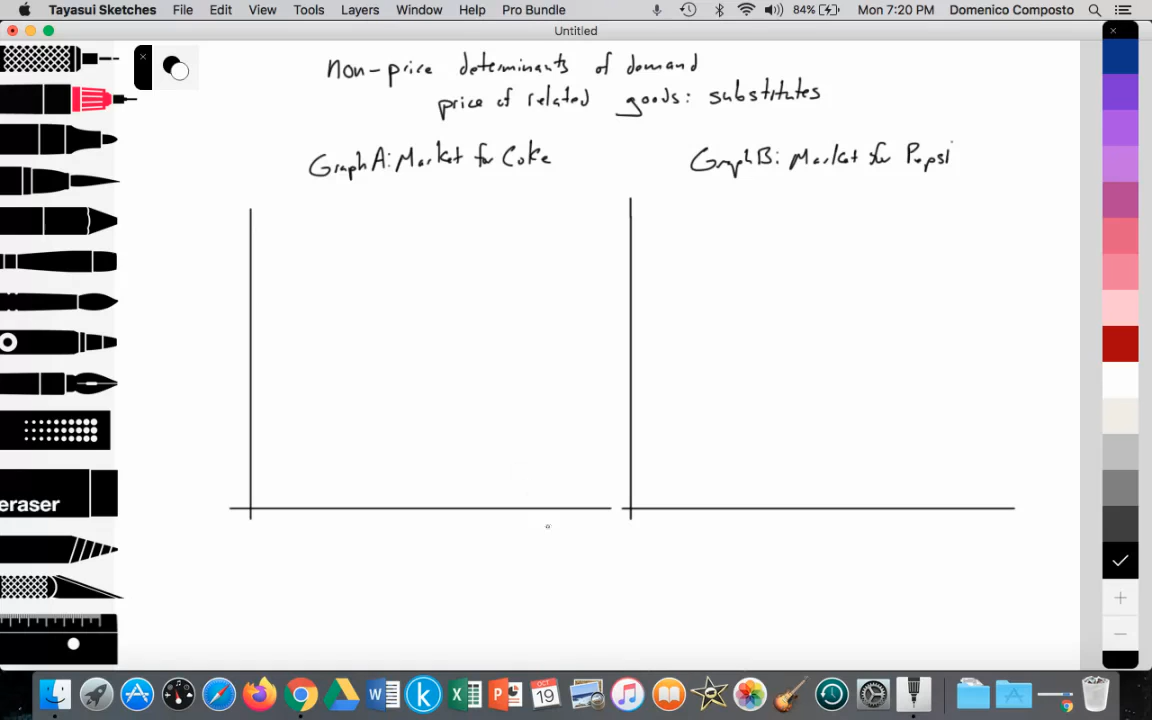 Tayasui Sketches File Edit View Tools Layers Window Help Pro Bundle 84% Mon 7:20 PM Domenico Composto
Untitled
Non-price determinants of demand
price of related goods: substitutes
Graph A: Market for Coke
Graph B: Market for Pepsi
eraser
OCT
19